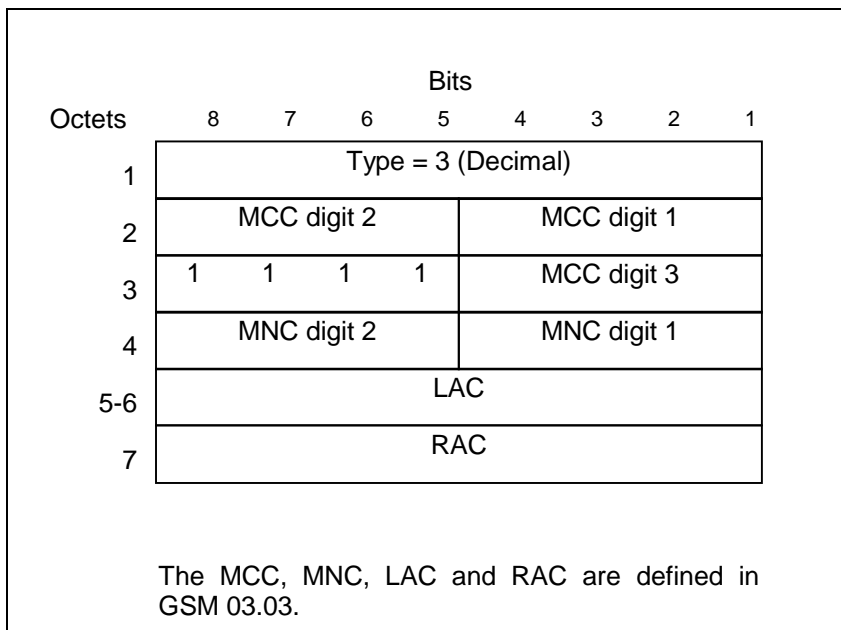 Bits
Octets 8 7 6 5 4 3 2 1
1 Type = 3 (Decimal)
2 MCC digit 2 MCC digit 1
3 1 1 1 1 MCC digit 3
4 MNC digit 2 MNC digit 1
5-6 LAC
7 RAC
The MCC, MNC, LAC and RAC are defined in
GSM 03.03.